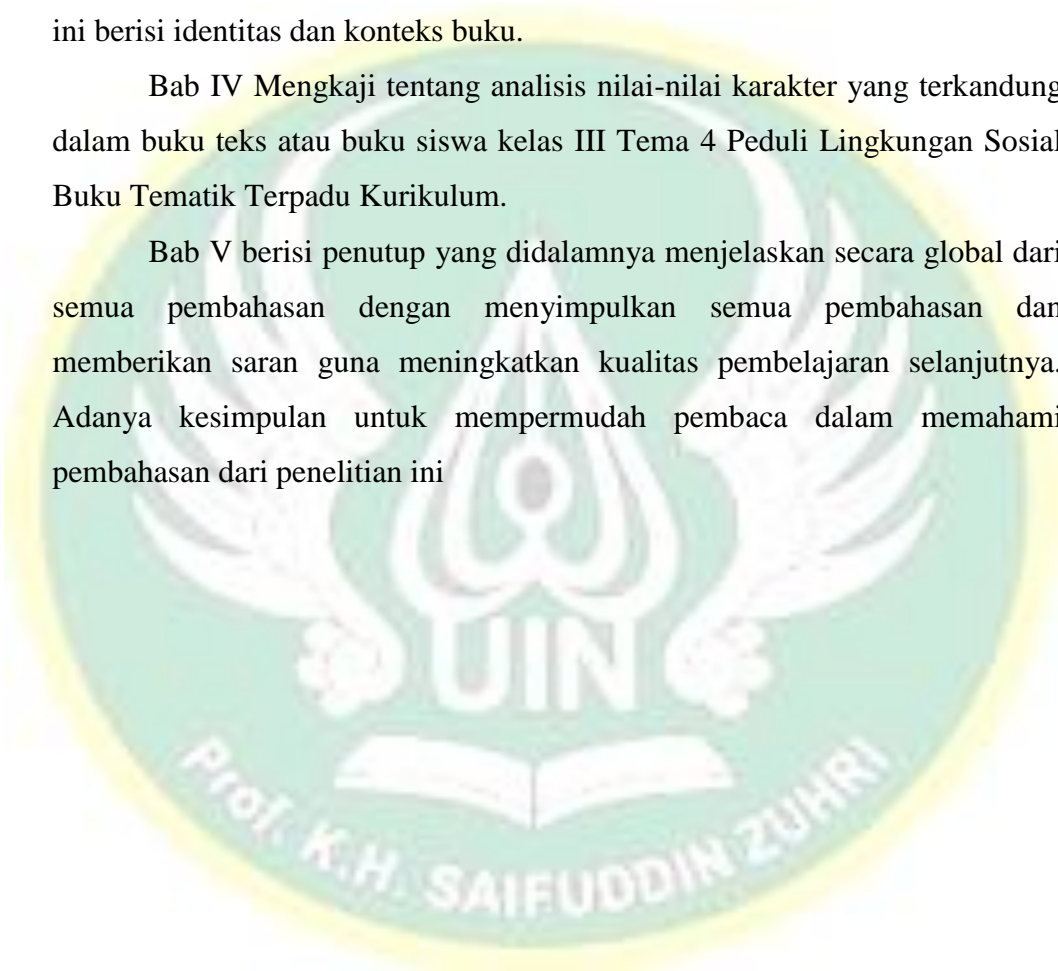 ini berisi identitas dan konteks buku.
Bab IV Mengkaji tentang analisis nilai-nilai karakter yang terkandung
dalam buku teks atau buku siswa kelas III Tema 4 Peduli Lingkungan Sosial
Buku Tematik Terpadu Kurikulum.
Bab V berisi penutup yang didalamnya menjelaskan secara global dari
semua pembahasan dengan menyimpulkan semua pembahasan dan
memberikan saran guna meningkatkan kualitas pembelajaran selanjutnya.
Adanya kesimpulan untuk mempermudah pembaca dalam memahami
pembahasan dari penelitian ini
UIN
Prof. K.H. SAIFUDDIN ZUHRI